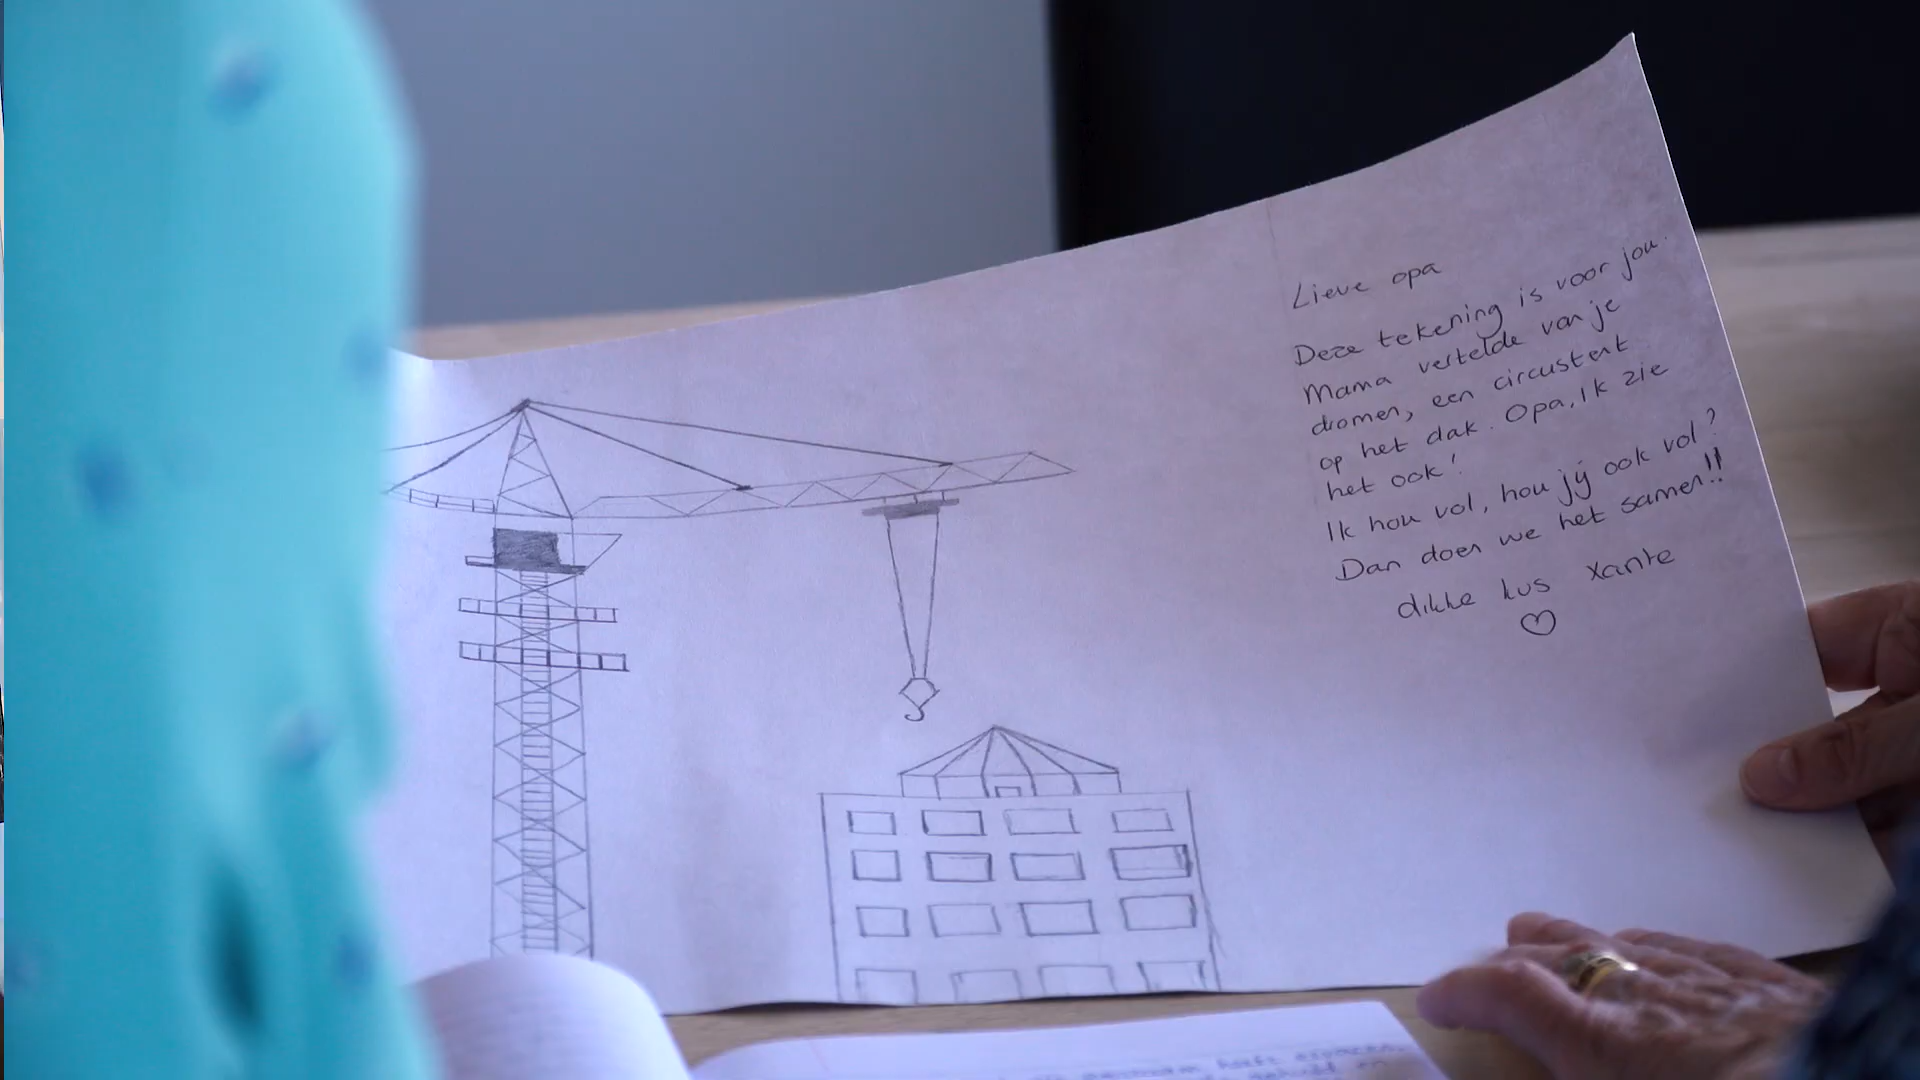 Lieve opa
Deze tekening is voor jou.
Mama vertelde van je
dromen, een circustent
op het dak. Opa, ik zie
het ook!
Ik hou vol, hou jij ook vol?
Dan doen we het samen!!
dikke kus Xante
heeft